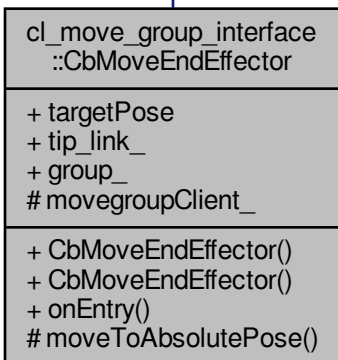 cl_move_group_interface
::CbMoveEndEffector
+ targetPose
+ tip_link_
+ group_
# movegroupClient_
+ CbMoveEndEffector()
+ CbMoveEndEffector()
+ onEntry()
# moveToAbsolutePose()